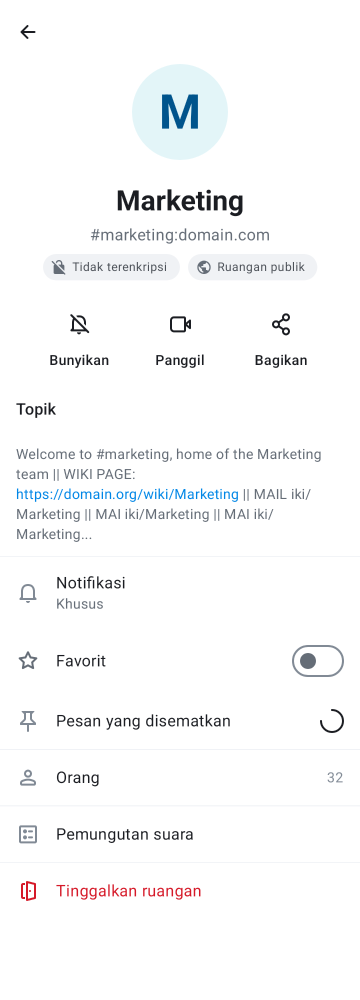 M
Marketing
#marketing:domain.com
Tidak terenkripsi
Ruangan publik
Bunyikan
Panggil
Bagikan
Topik
Welcome to #marketing, home of the Marketing
team || WIKI PAGE:
https://domain.org/wiki/Marketing || MAIL iki/
Marketing || MAI iki/Marketing || MAI iki/
Marketing...
Notifikasi
Khusus
Favorit
Pesan yang disematkan
Orang 32
Pemungutan suara
Tinggalkan ruangan